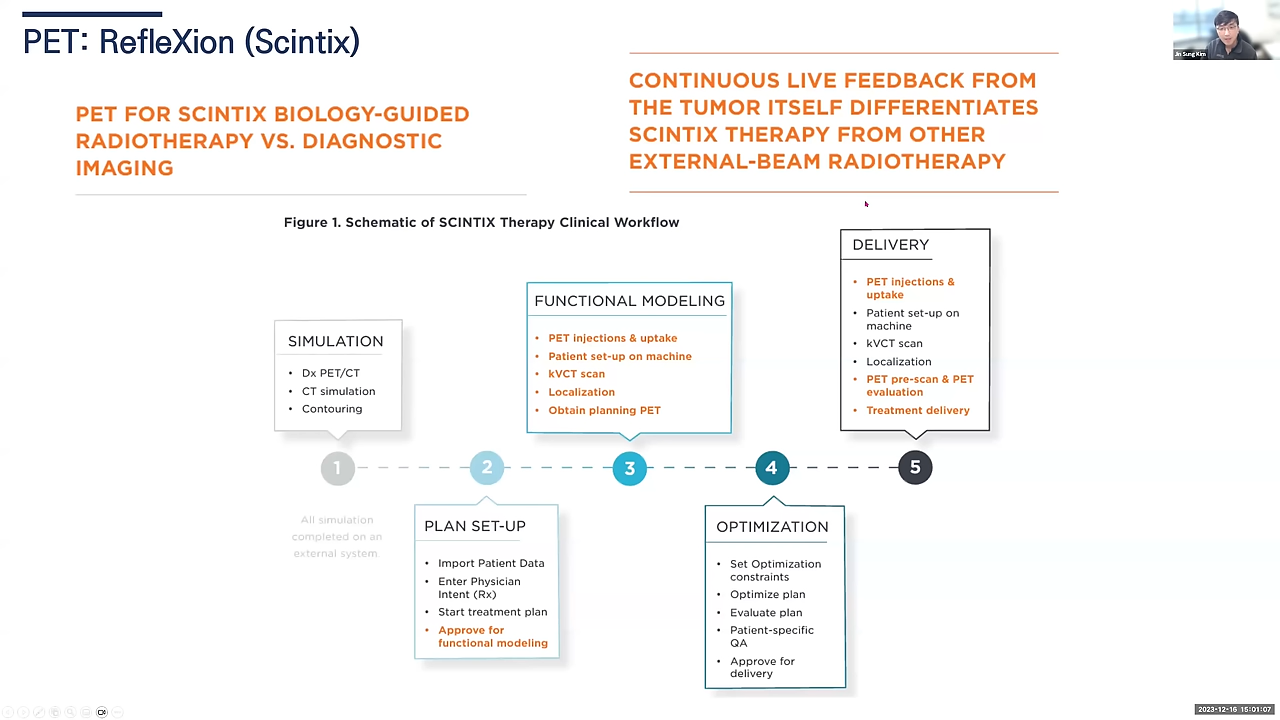 PET: RefleXion (Scintix)
Jin Sung Kim
PET FOR SCINTIX BIOLOGY-GUIDED
RADIOTHERAPY VS. DIAGNOSTIC
IMAGING
CONTINUOUS LIVE FEEDBACK FROM
THE TUMOR ITSELF DIFFERENTIATES
SCINTIX THERAPY FROM OTHER
EXTERNAL-BEAM RADIOTHERAPY
Figure 1. Schematic of SCINTIX Therapy Clinical Workflow
SIMULATION
• Dx PET/CT
• CT simulation
• Contouring
1
All simulation
completed on an
external system.
2
PLAN SET-UP
• Import Patient Data
• Enter Physician
Intent (Rx)
• Start treatment plan
• Approve for
functional modeling
FUNCTIONAL MODELING
• PET injections & uptake
• Patient set-up on machine
• kVCT scan
• Localization
• Obtain planning PET
3
4
OPTIMIZATION
• Set Optimization
constraints
• Optimize plan
• Evaluate plan
• Patient-specific
QA
• Approve for
delivery
DELIVERY
• PET injections &
uptake
• Patient set-up on
machine
• kVCT scan
• Localization
• PET pre-scan & PET
evaluation
• Treatment delivery
5
2023-12-16 15:01:07